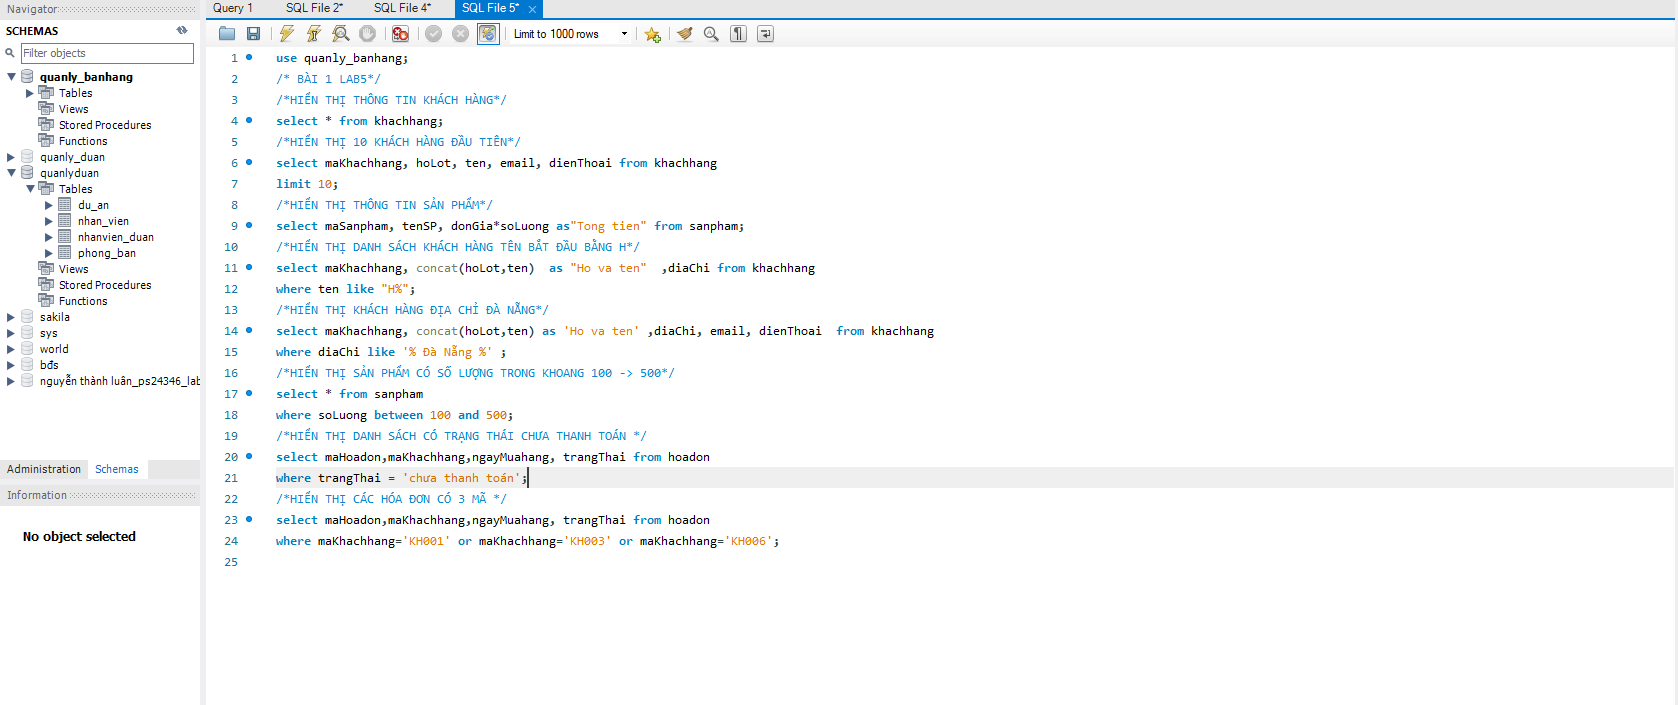 Navigator
SCHEMAS
Filter objects
quanly_banhang
Tables
Views
Stored Procedures
Functions
quanly_duan
quanlyduan
Tables
du_an
nhan_vien
nhanvien_duan
phong_ban
Views
Stored Procedures
Functions
sakila
sys
world
bđs
nguyễn thành luân_ps24346_lab
Administration Schemas
Information
No object selected
Query 1 SQL File 2* SQL File 4* SQL File 5*
Limit to 1000 rows
1 use quanly_banhang;
2 /* BÀI 1 LAB5*/
3 /*HIỂN THỊ THÔNG TIN KHÁCH HÀNG*/
4 select * from khachhang;
5 /*HIỂN THỊ 10 KHÁCH HÀNG ĐẦU TIÊN*/
6 select maKhachhang, hoLot, ten, email, dienThoai from khachhang
7 limit 10;
8 /*HIỂN THỊ THÔNG TIN SẢN PHẨM*/
9 select maSanpham, tenSP, donGia*soLuong as"Tong tien" from sanpham;
10 /*HIỂN THỊ DANH SÁCH KHÁCH HÀNG TÊN BẮT ĐẦU BẰNG H*/
11 select maKhachhang, concat(hoLot,ten)  as "Ho va ten"  ,diaChi from khachhang
12 where ten like "H%";
13 /*HIỂN THỊ KHÁCH HÀNG ĐỊA CHỈ ĐÀ NẴNG*/
14 select maKhachhang, concat(hoLot,ten) as 'Ho va ten' ,diaChi, email, dienThoai  from khachhang
15 where diaChi like '% Đà Nẵng %' ;
16 /*HIỂN THỊ SẢN PHẨM CÓ SỐ LƯỢNG TRONG KHOANG 100 -> 500*/
17 select * from sanpham
18 where soLuong between 100 and 500;
19 /*HIỂN THỊ DANH SÁCH CÓ TRẠNG THÁI CHƯA THANH TOÁN */
20 select maHoadon,maKhachhang,ngayMuahang, trangThai from hoadon
21 where trangThai = 'chưa thanh toán';
22 /*HIỂN THỊ CÁC HÓA ĐƠN CÓ 3 MÃ */
23 select maHoadon,maKhachhang,ngayMuahang, trangThai from hoadon
24 where maKhachhang='KH001' or maKhachhang='KH003' or maKhachhang='KH006';
25